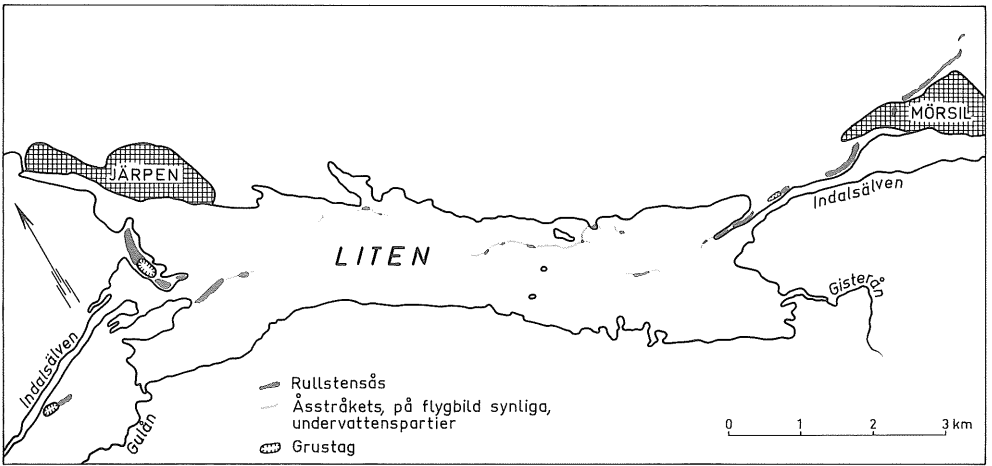 MÖRSIL
JÄRPEN
Indalsälven
LITEN
Gisterån
Indalsälven
Gulån
Rullstensås
Åsstråkets, på flygbild synliga,
undervattenspartier
Grustag
0 1 2 3 km